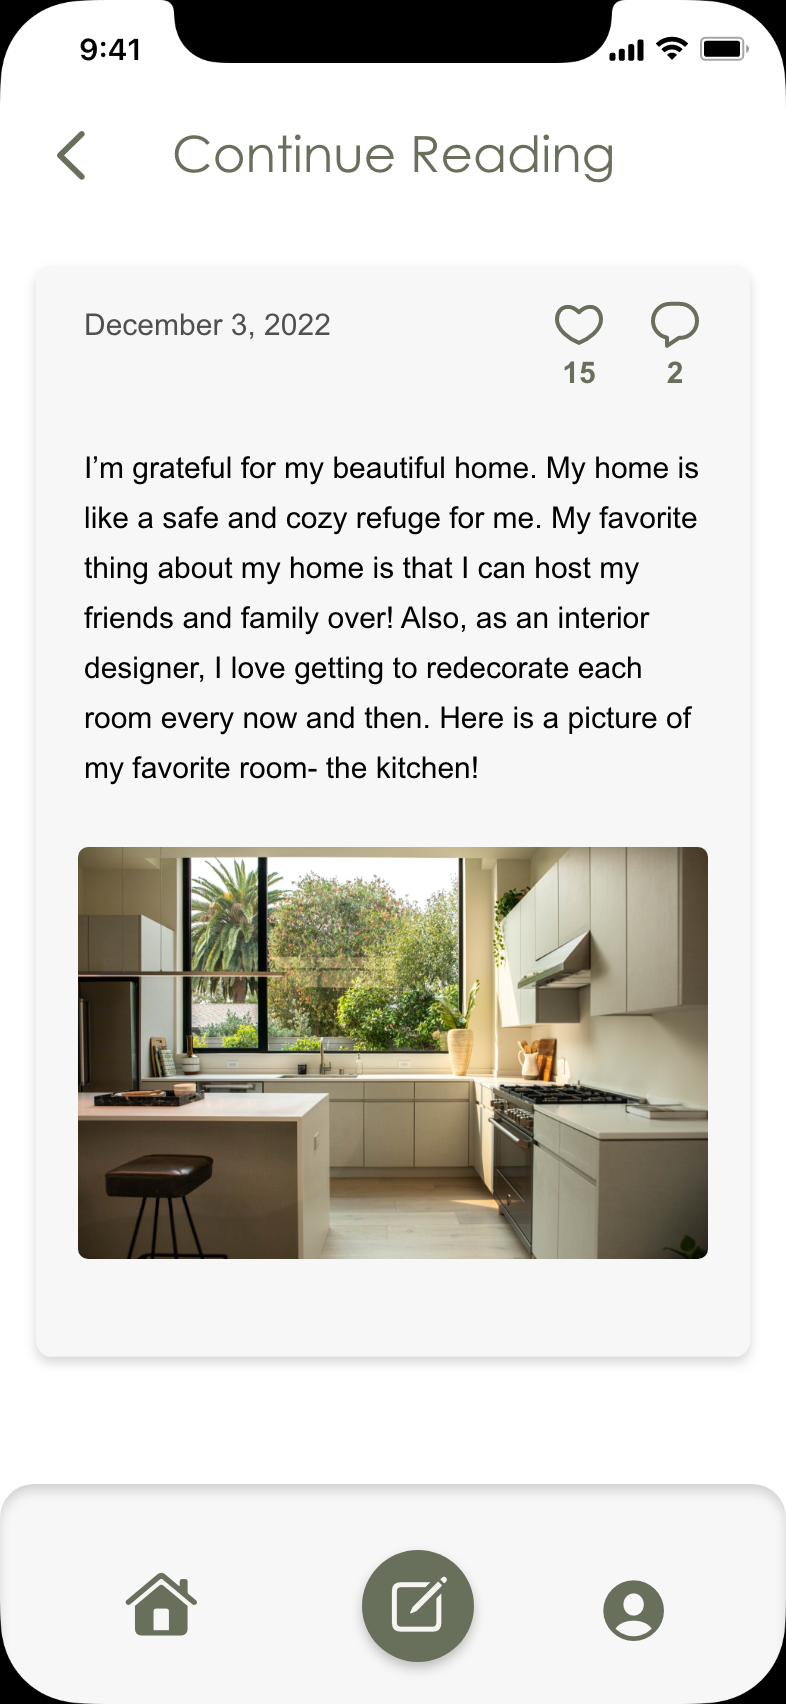 9:41
Continue Reading
December 3, 2022
15
2
I’m grateful for my beautiful home. My home is
like a safe and cozy refuge for me. My favorite
thing about my home is that I can host my
friends and family over! Also, as an interior
designer, I love getting to redecorate each
room every now and then. Here is a picture of
my favorite room- the kitchen!